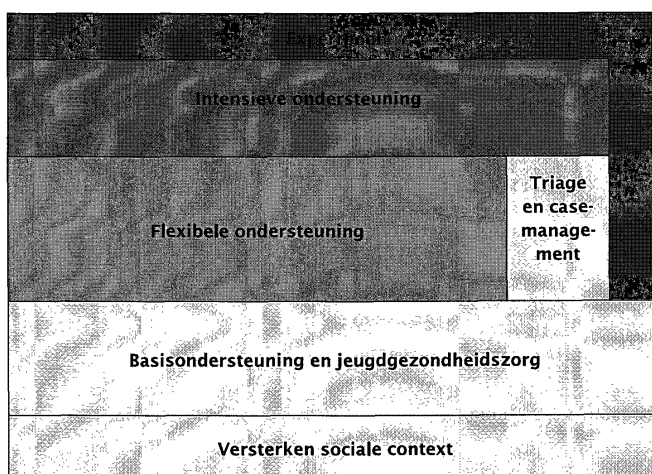 Intensieve ondersteuning
Flexibele ondersteuning
Triage
en case-
manage-
ment
Basisondersteuning en jeugdgezondheidszorg
Versterken sociale context